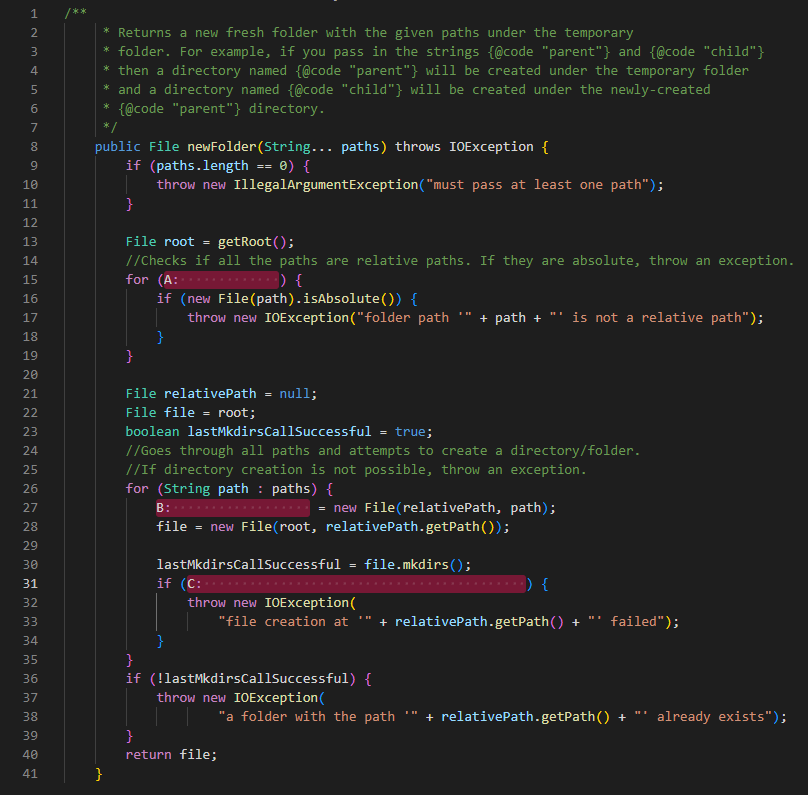 1 /**
2 * Returns a new fresh folder with the given paths under the temporary
3 * folder. For example, if you pass in the strings {@code "parent"} and {@code "child"}
4 * then a directory named {@code "parent"} will be created under the temporary folder
5 * and a directory named {@code "child"} will be created under the newly-created
6 * {@code "parent"} directory.
7 */
8 public File newFolder(String... paths) throws IOException {
9 if (paths.length == 0) {
10 throw new IllegalArgumentException("must pass at least one path");
11 }
12
13 File root = getRoot();
14 //Checks if all the paths are relative paths. If they are absolute, throw an exception.
15 for (A:·············) {
16 if (new File(path).isAbsolute()) {
17 throw new IOException("folder path '" + path + "' is not a relative path");
18 }
19 }
20
21 File relativePath = null;
22 File file = root;
23 boolean lastMkdirsCallSuccessful = true;
24 //Goes through all paths and attempts to create a directory/folder.
25 //If directory creation is not possible, throw an exception.
26 for (String path : paths) {
27 B:·················· = new File(relativePath, path);
28 file = new File(root, relativePath.getPath());
29
30 lastMkdirsCallSuccessful = file.mkdirs();
31 if (C:··········································) {
32 throw new IOException(
33 "file creation at '" + relativePath.getPath() + "' failed");
34 }
35 }
36 if (!lastMkdirsCallSuccessful) {
37 throw new IOException(
38 "a folder with the path '" + relativePath.getPath() + "' already exists");
39 }
40 return file;
41 }